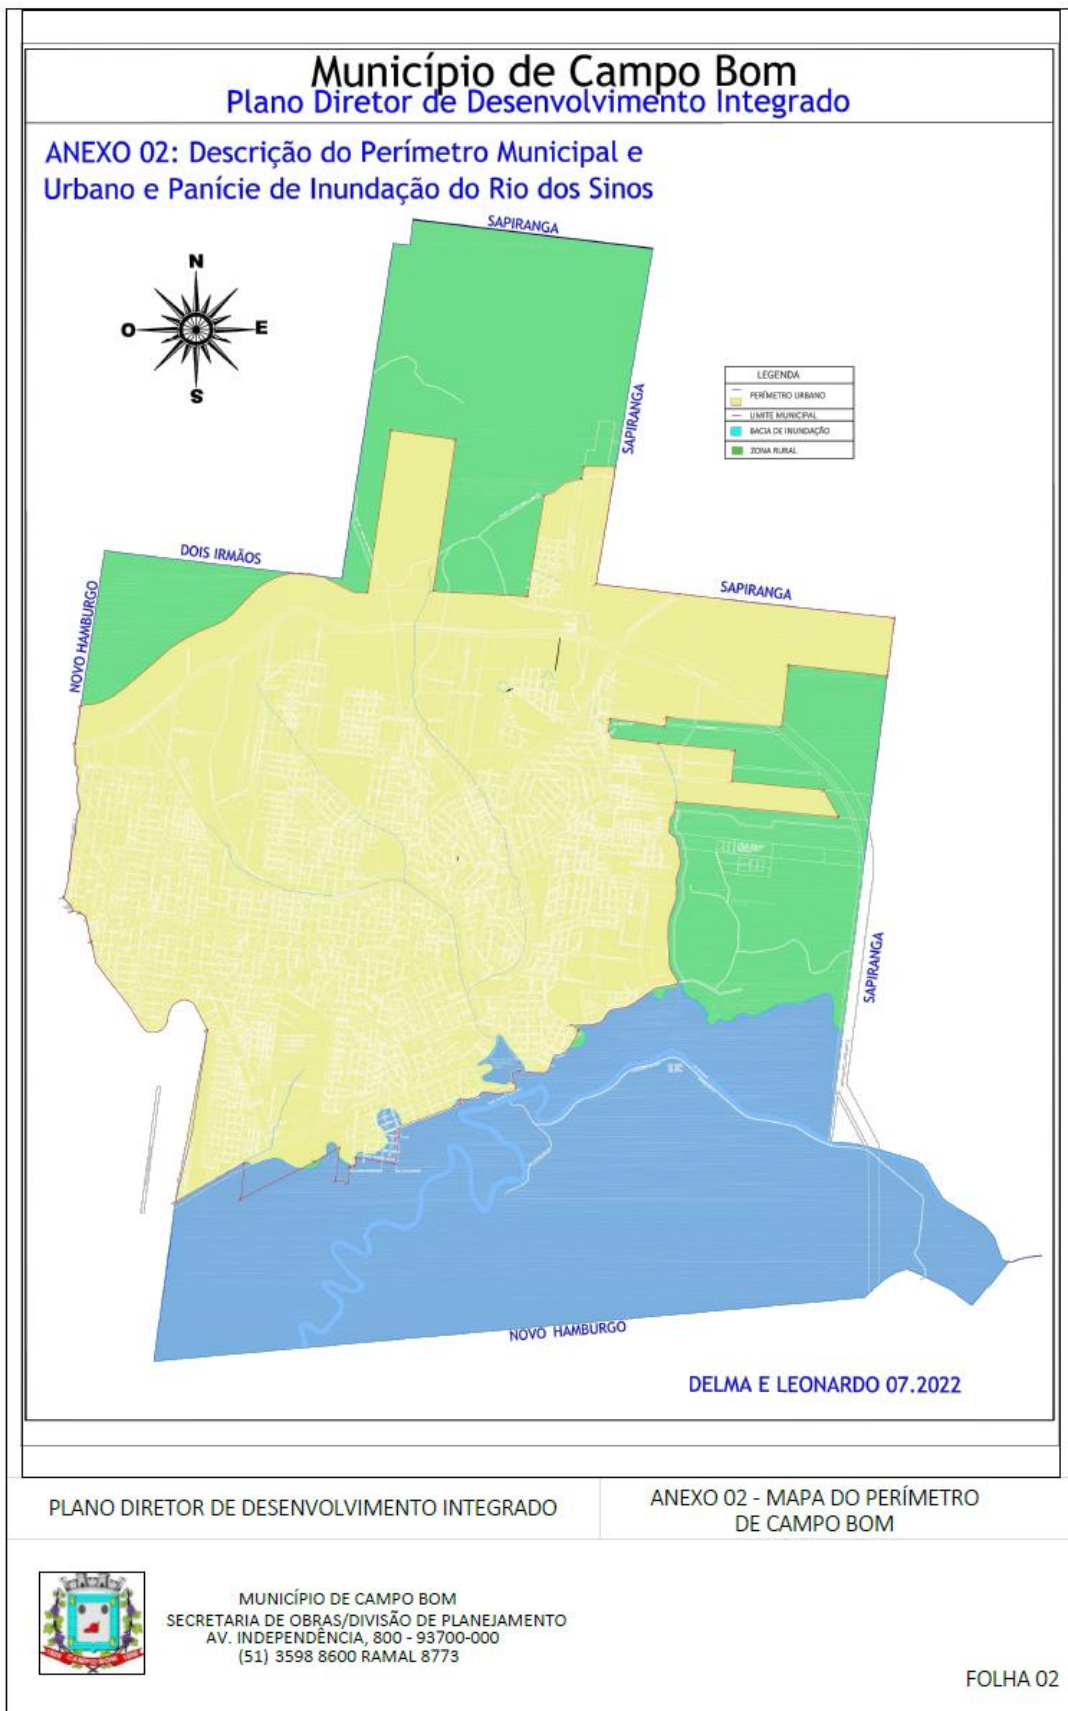 Município de Campo Bom
Plano Diretor de Desenvolvimento Integrado
ANEXO 02: Descrição do Perímetro Municipal e
Urbano e Panície de Inundação do Rio dos Sinos
SAPIRANGA
N
O
E
S
LEGENDA
PERÍMETRO URBANO
LIMITE MUNICIPAL
BACIA DE INUNDAÇÃO
ZONA RURAL
SAPIRANGA
DOIS IRMÃOS
NOVO HAMBURGO
SAPIRANGA
SAPIRANGA
NOVO HAMBURGO
DELMA E LEONARDO 07.2022
PLANO DIRETOR DE DESENVOLVIMENTO INTEGRADO
ANEXO 02 - MAPA DO PERÍMETRO
DE CAMPO BOM
MUNICÍPIO DE CAMPO BOM
SECRETARIA DE OBRAS/DIVISÃO DE PLANEJAMENTO
AV. INDEPENDÊNCIA, 800 - 93700-000
(51) 3598 8600 RAMAL 8773
CAMPO BOM
FOLHA 02